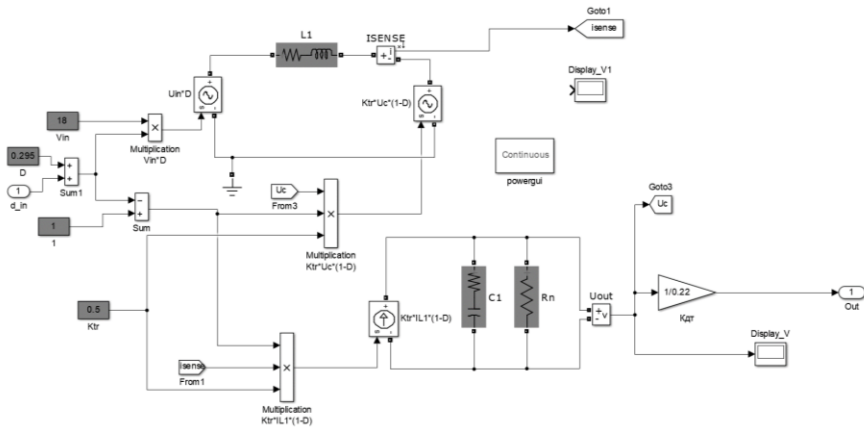 Goto1
L1
ISENSE
i
+
-
isense
Display_V1
Uin*D
Ktr*Uc*(1-D)
18
Vin
×
Multiplication
Vin*D
0.295
D
+
+
1
d_in
Sum1
Continuous
powergui
Goto3
Uc
Uc
From3
−
+
Sum
1
1
×
Multiplication
Ktr*Uc*(1-D)
Uout
+
-
v
C1
Rn
1/0.22
Кдт
1
Out
0.5
Ktr
Ktr*IL1*(1-D)
Display_V
isense
From1
×
Multiplication
Ktr*IL1*(1-D)